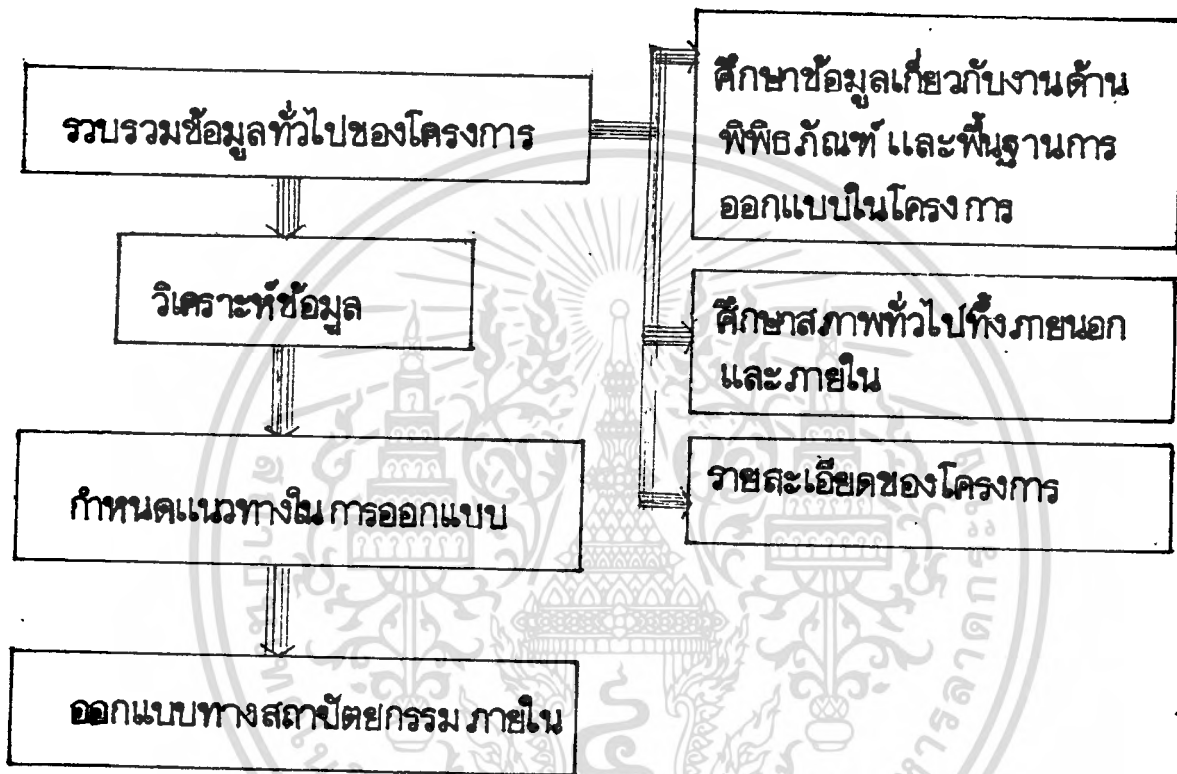 รวบรวมข้อมูลทั่วไปของโครงการ
วิเคราะห์ข้อมูล
กำหนดแนวทางในการออกแบบ
ออกแบบทางสถาปัตยกรรม ภายใน
ศึกษาข้อมูลเกี่ยวกับงานด้าน
พิพิธภัณฑ์ และพื้นฐานการ
ออกแบบในโครงการ
ศึกษาสภาพทั่วไปทั้งภายนอก
และภายใน
รายละเอียดของโครงการ